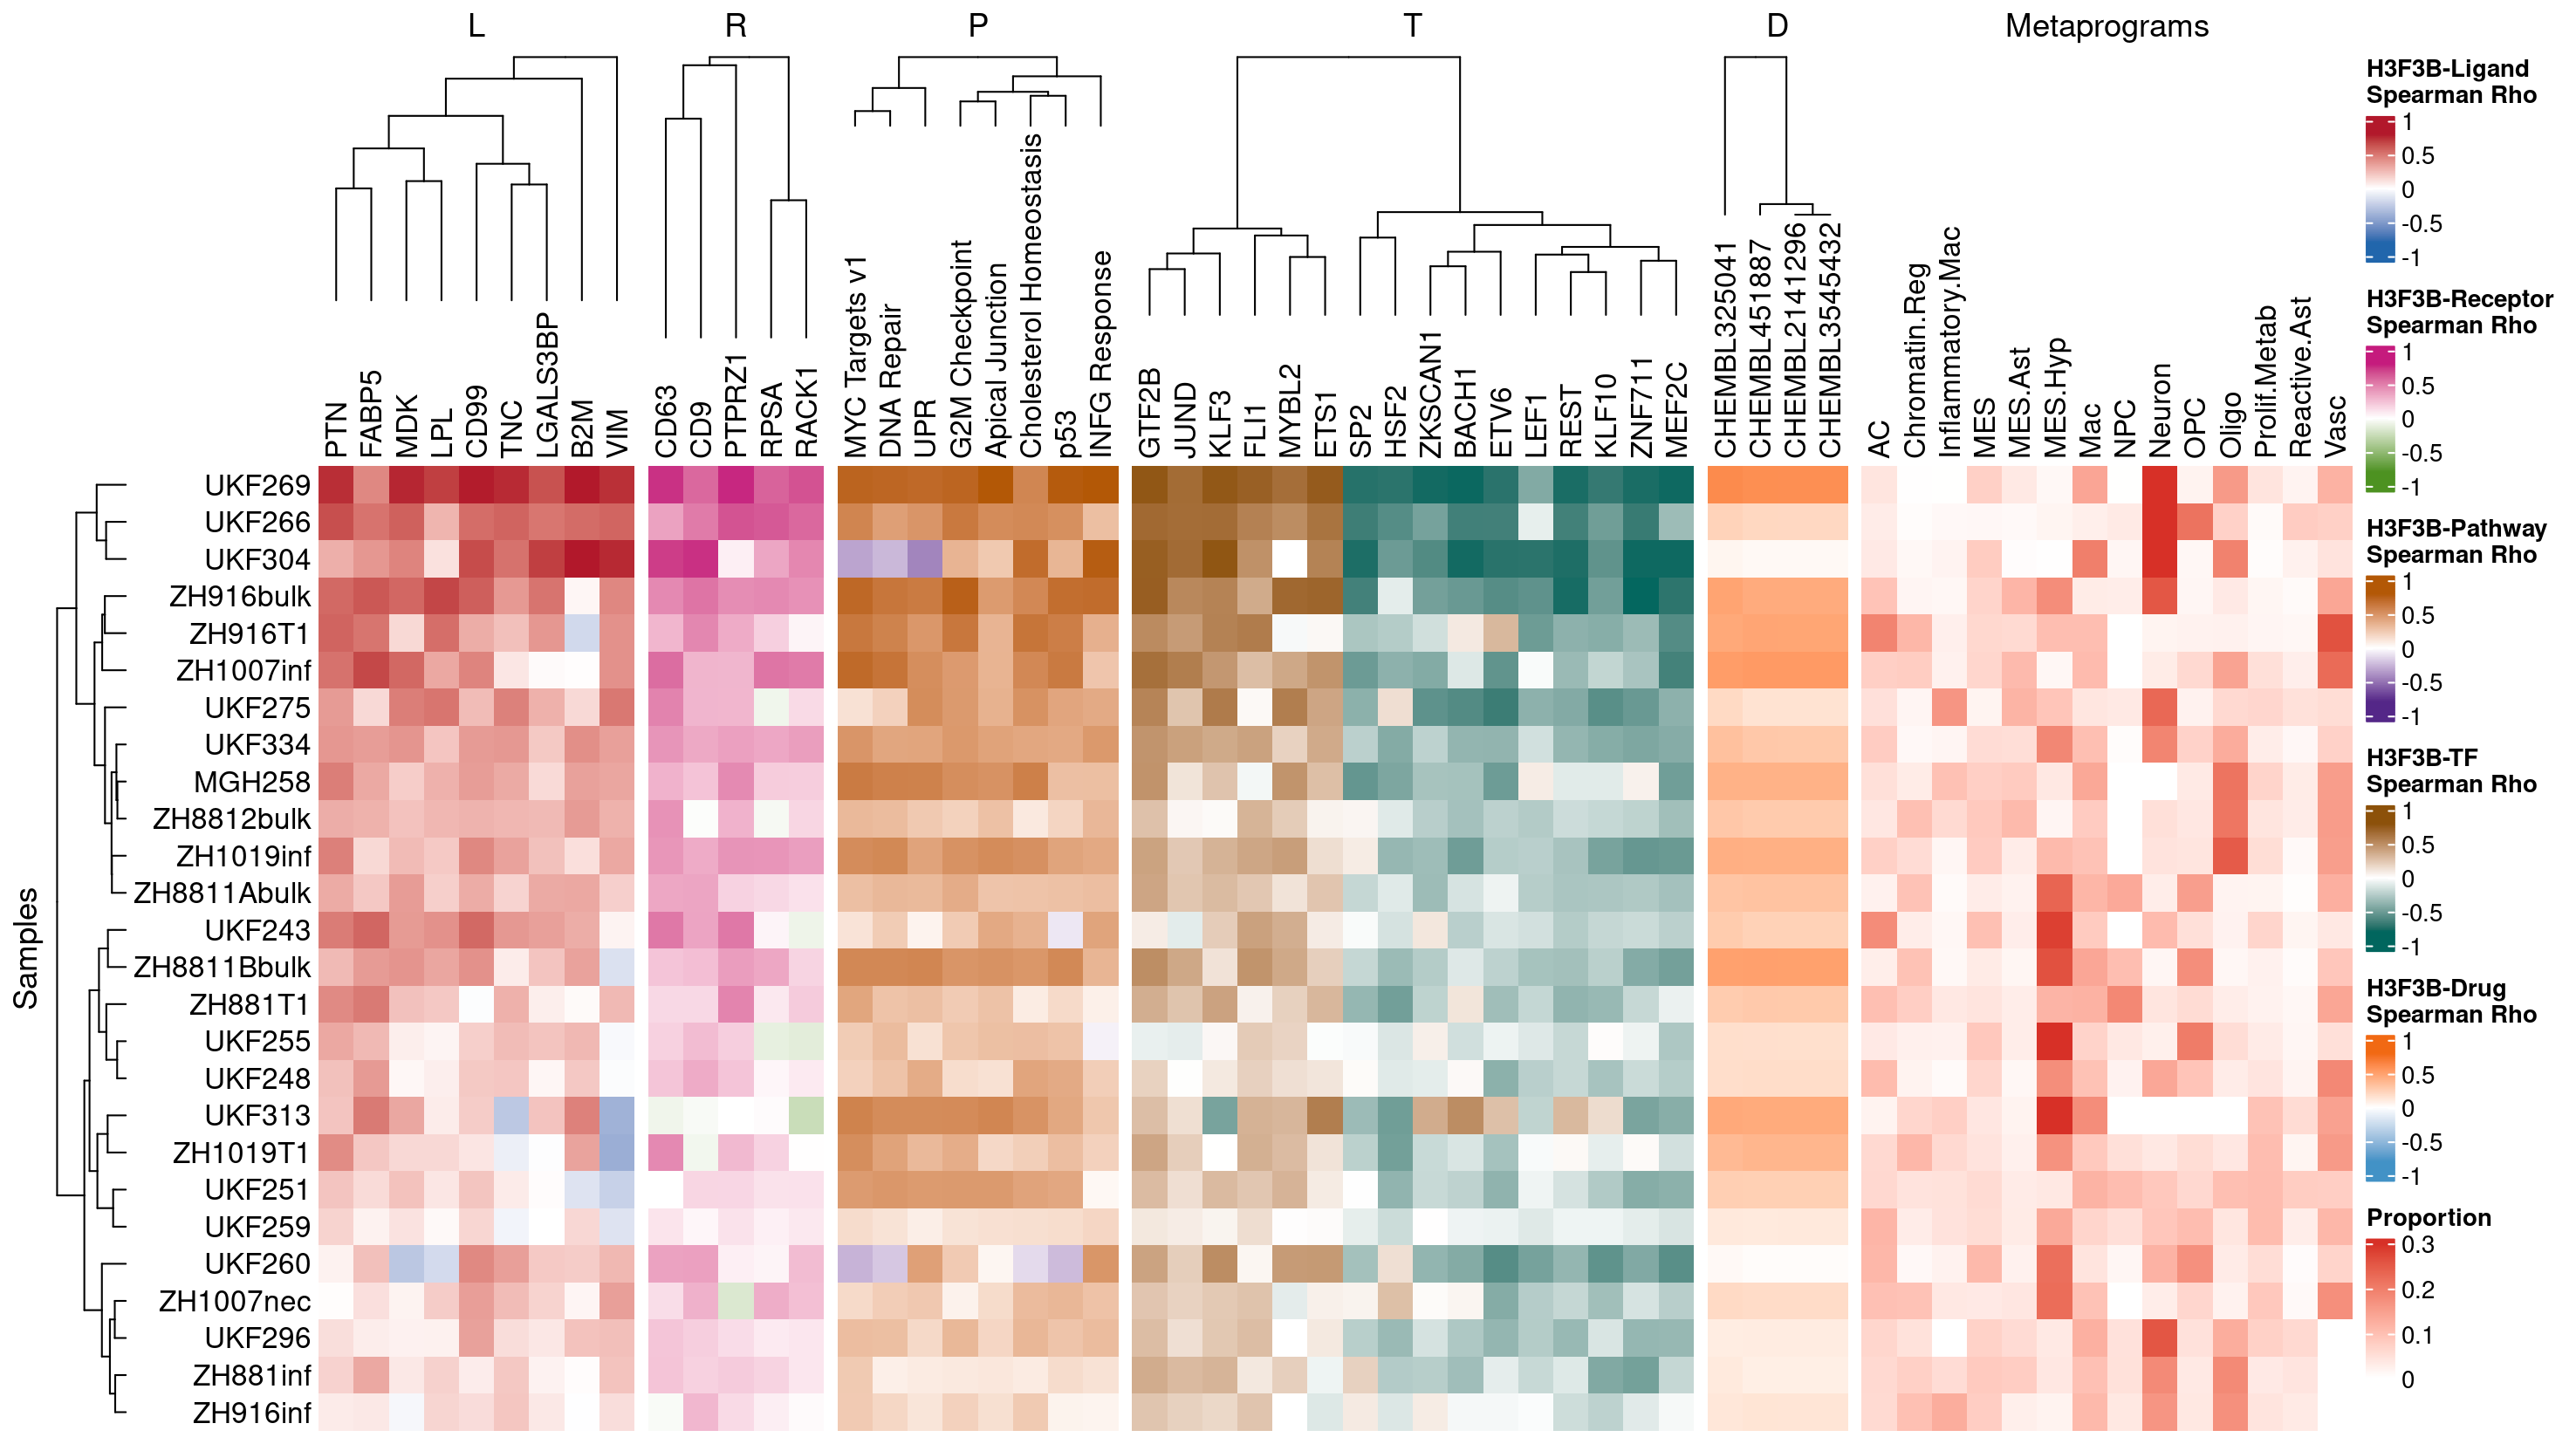 L R P T D Metaprograms
PTN FABP5 MDK LPL CD99 TNC LGALS3BP B2M VIM
CD63 CD9 PTPRZ1 RPSA RACK1
MYC Targets v1
DNA Repair
UPR
G2M Checkpoint
Apical Junction
Cholesterol Homeostasis
p53
INFG Response
GTF2B JUND KLF3 FLI1 MYBL2 ETS1 SP2 HSF2 ZKSCAN1 BACH1 ETV6 LEF1 REST KLF10 ZNF711 MEF2C
CHEMBL325041 CHEMBL451887 CHEMBL2141296 CHEMBL3545432
AC Chromatin.Reg Inflammatory.Mac MES MES.Ast MES.Hyp Mac NPC Neuron OPC Oligo Prolif.Metab Reactive.Ast Vasc
Samples
UKF269
UKF266
UKF304
ZH916bulk
ZH916T1
ZH1007inf
UKF275
UKF334
MGH258
ZH8812bulk
ZH1019inf
ZH8811Abulk
UKF243
ZH8811Bbulk
ZH881T1
UKF255
UKF248
UKF313
ZH1019T1
UKF251
UKF259
UKF260
ZH1007nec
UKF296
ZH881inf
ZH916inf
H3F3B-Ligand
Spearman Rho
1
0.5
0
-0.5
-1
H3F3B-Receptor
Spearman Rho
1
0.5
0
-0.5
-1
H3F3B-Pathway
Spearman Rho
1
0.5
0
-0.5
-1
H3F3B-TF
Spearman Rho
1
0.5
0
-0.5
-1
H3F3B-Drug
Spearman Rho
1
0.5
0
-0.5
-1
Proportion
0.3
0.2
0.1
0